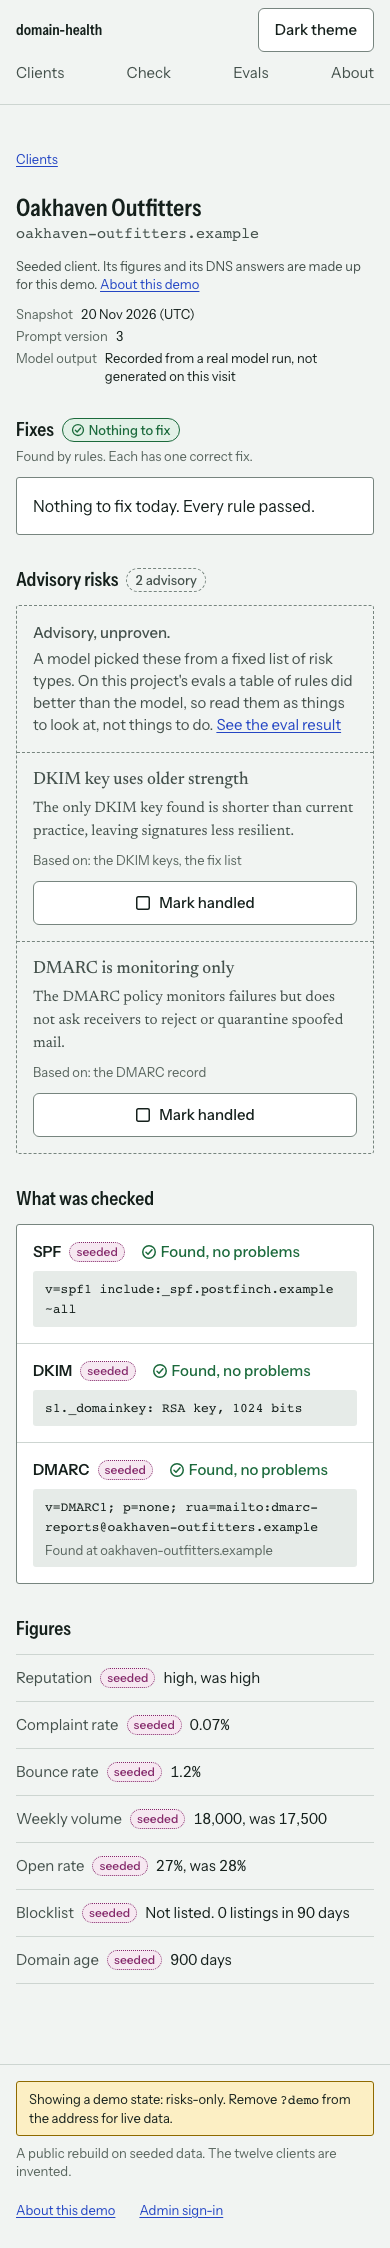 domain-health
Dark theme
Clients Check Evals About
Clients
Oakhaven Outfitters
oakhaven-outfitters.example
Seeded client. Its figures and its DNS answers are made up
for this demo. About this demo
Snapshot 20 Nov 2026 (UTC)
Prompt version 3
Model output Recorded from a real model run, not
generated on this visit
Fixes Nothing to fix
Found by rules. Each has one correct fix.
Nothing to fix today. Every rule passed.
Advisory risks 2 advisory
Advisory, unproven.
A model picked these from a fixed list of risk
types. On this project's evals a table of rules did
better than the model, so read them as things
to look at, not things to do. See the eval result
DKIM key uses older strength
The only DKIM key found is shorter than current
practice, leaving signatures less resilient.
Based on: the DKIM keys, the fix list
Mark handled
DMARC is monitoring only
The DMARC policy monitors failures but does
not ask receivers to reject or quarantine spoofed
mail.
Based on: the DMARC record
Mark handled
What was checked
SPF seeded Found, no problems
v=spf1 include:_spf.postfinch.example
~all
DKIM seeded Found, no problems
s1._domainkey: RSA key, 1024 bits
DMARC seeded Found, no problems
v=DMARC1; p=none; rua=mailto:dmarc-
reports@oakhaven-outfitters.example
Found at oakhaven-outfitters.example
Figures
Reputation seeded high, was high
Complaint rate seeded 0.07%
Bounce rate seeded 1.2%
Weekly volume seeded 18,000, was 17,500
Open rate seeded 27%, was 28%
Blocklist seeded Not listed. 0 listings in 90 days
Domain age seeded 900 days
Showing a demo state: risks-only. Remove ?demo from
the address for live data.
A public rebuild on seeded data. The twelve clients are
invented.
About this demo Admin sign-in